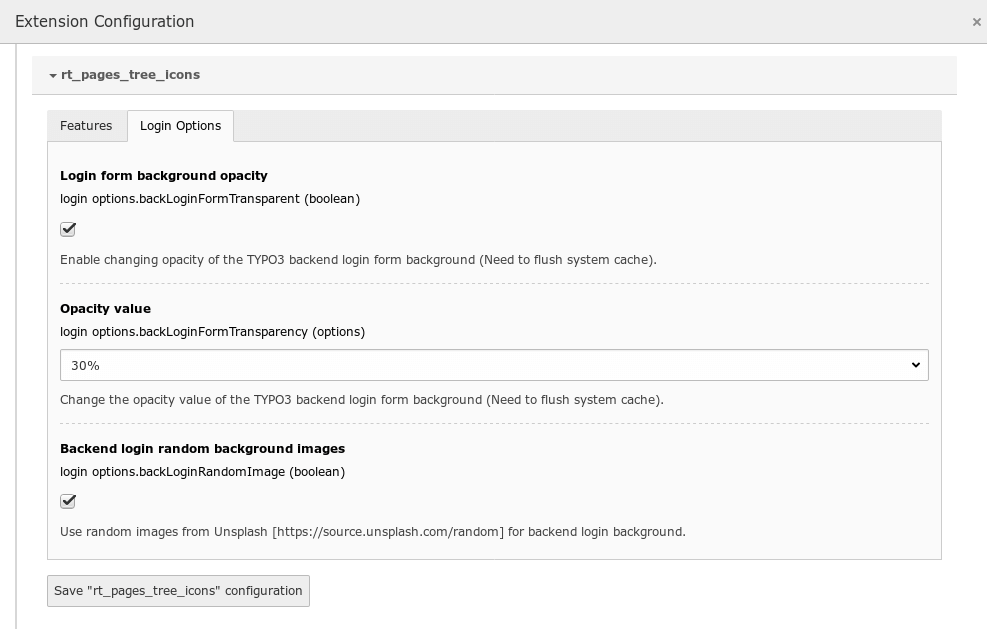 Extension Configuration
×
rt_pages_tree_icons
Features
Login Options
Login form background opacity
login options.backLoginFormTransparent (boolean)
Enable changing opacity of the TYPO3 backend login form background (Need to flush system cache).
Opacity value
login options.backLoginFormTransparency (options)
30%
Change the opacity value of the TYPO3 backend login form background (Need to flush system cache).
Backend login random background images
login options.backLoginRandomImage (boolean)
Use random images from Unsplash [https://source.unsplash.com/random] for backend login background.
Save "rt_pages_tree_icons" configuration